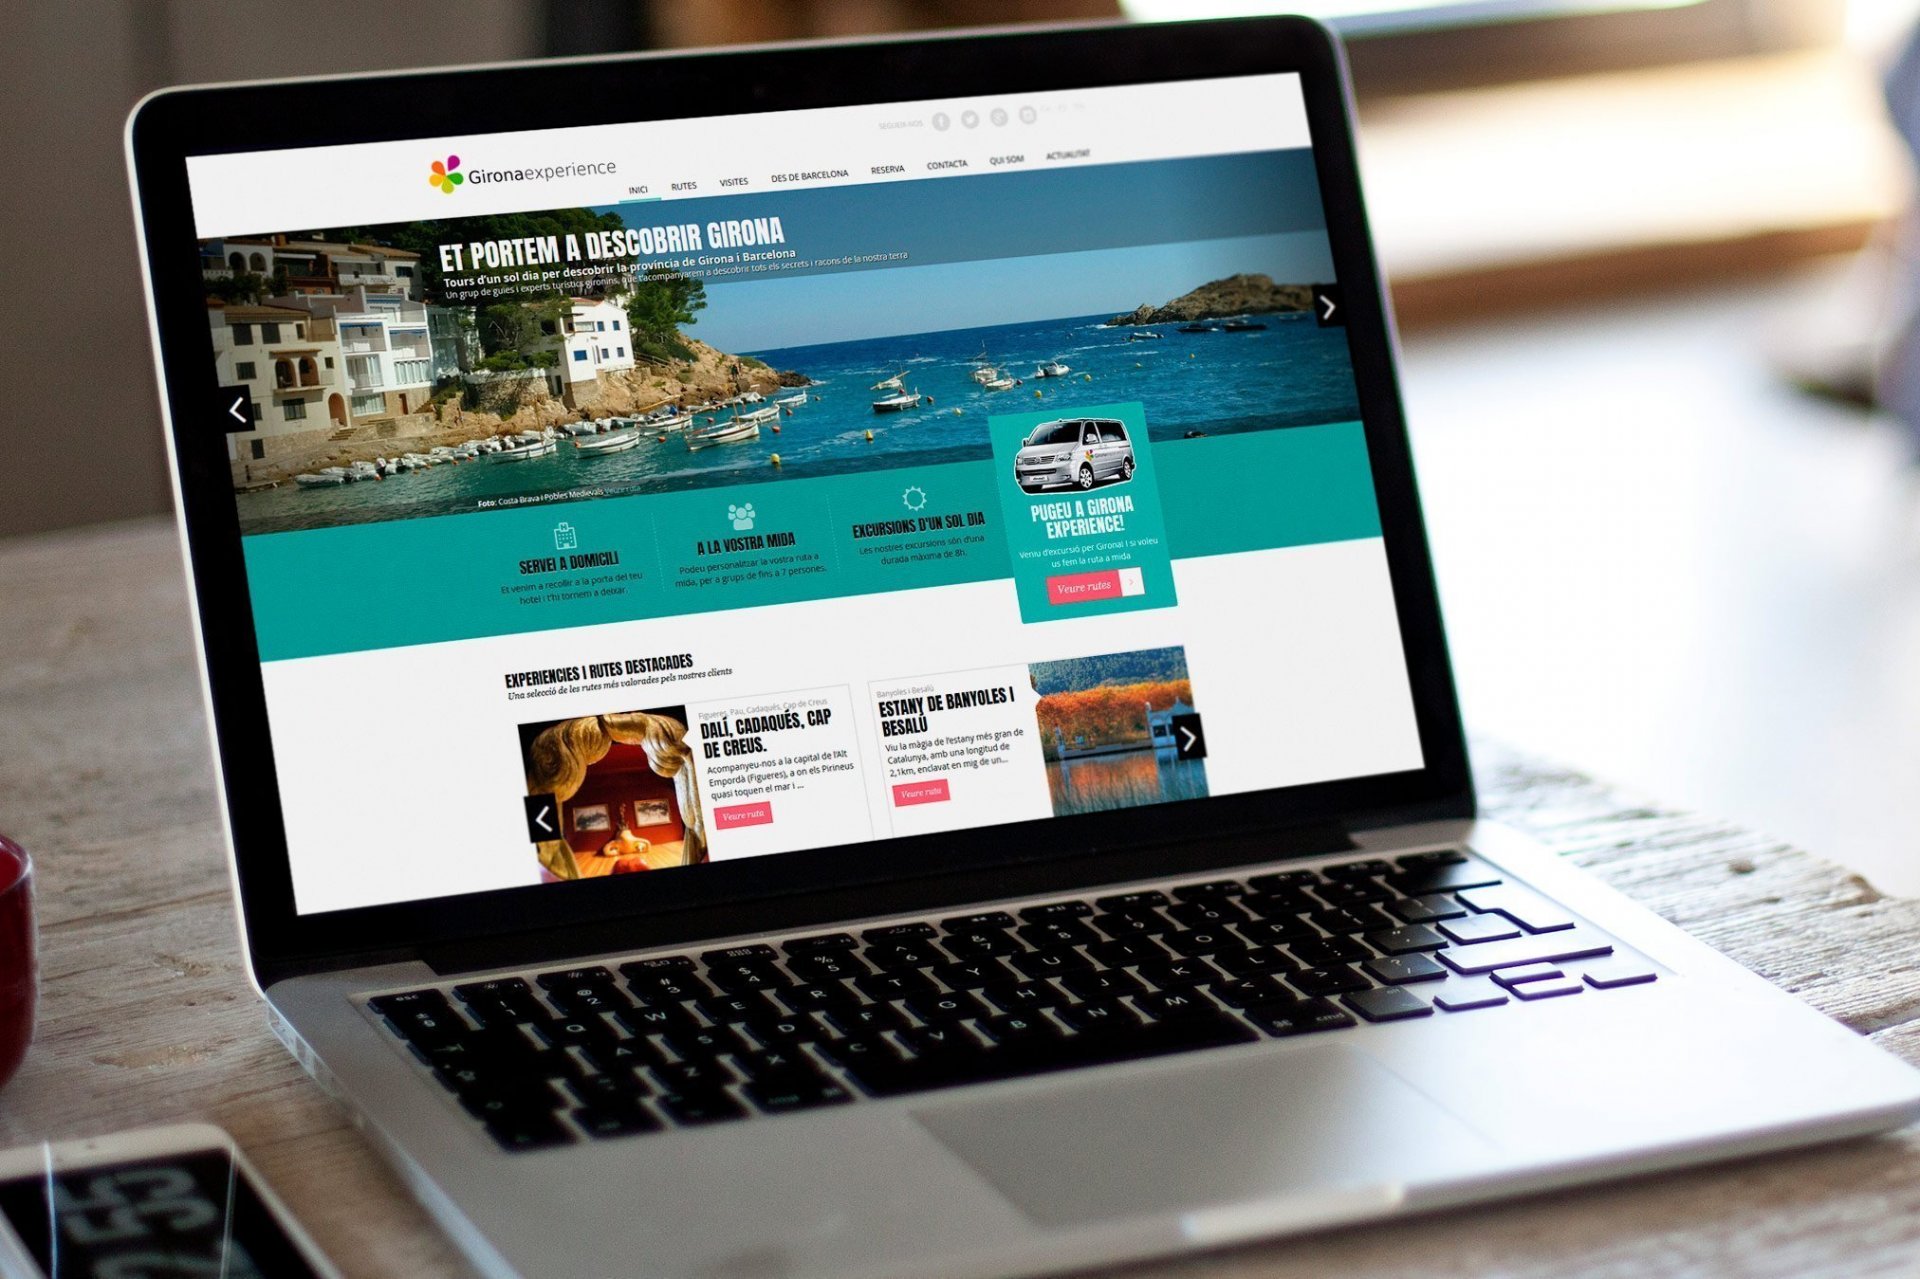 SEGUEIX-NOS
Gironaexperience
INICI RUTES VISITES DES DE BARCELONA RESERVA CONTACTA QUI SOM ACTUALITAT
ET PORTEM A DESCOBRIR GIRONA
Tours d'un sol dia per descobrir la província de Girona i Barcelona
Un grup de guies i experts turístics gironins, que t'acompanyarem a descobrir tots els secrets i racons de la nostra terra
Foto: Costa Brava i Pobles Medievals Veure ruta
SERVEI A DOMICILI
Et venim a recollir a la porta del teu
hotel i t'hi tornem a deixar.
A LA VOSTRA MIDA
Podeu personalitzar la vostra ruta a
mida, per a grups de fins a 7 persones.
EXCURSIONS D'UN SOL DIA
Les nostres excursions són d'una
durada màxima de 8h.
PUGEU A GIRONA
EXPERIENCE!
Veniu d'excursió per Girona! I si voleu
us fem la ruta a mida
Veure rutes
EXPERIENCIES I RUTES DESTACADES
Una selecció de les rutes més valorades pels nostres clients
Figueres, Pau, Cadaqués, Cap de Creus
DALÍ, CADAQUÉS, CAP
DE CREUS.
Acompanyeu-nos a la capital de l'Alt
Empordà (Figueres), a on els Pirineus
quasi toquen el mar i ...
Veure ruta
Banyoles i Besalú
ESTANY DE BANYOLES I
BESALÚ
Viu la màgia de l'estany més gran de
Catalunya, amb una longitud de
2,1km, enclavat en mig de un...
Veure ruta
esc
Q W E R T Y U I O P
A S D F G H J K L
Z X C V B N M
cmd